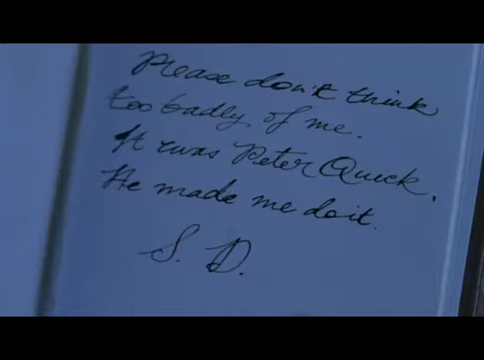 Please don't think
too badly of me.
It was Peter Quick.
He made me do it.
S. D.